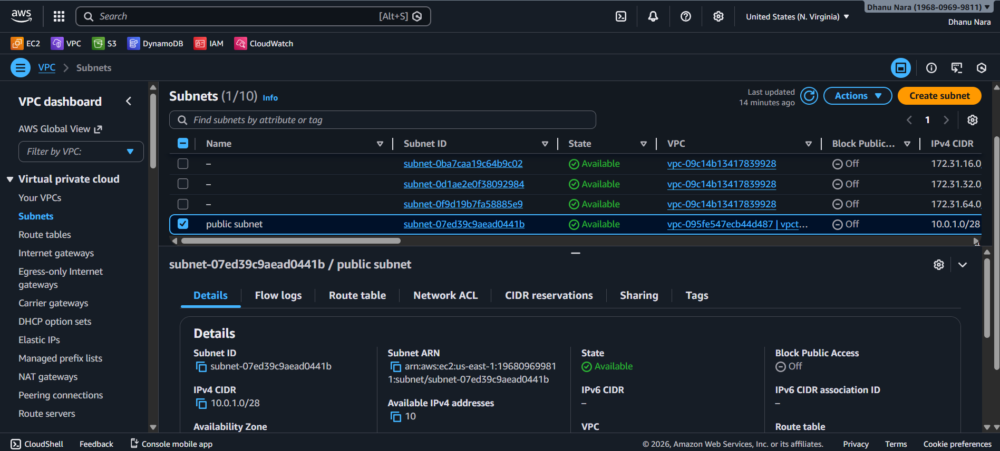 aws
Search [Alt+S]
United States (N. Virginia)
Dhanu Nara (1968-0969-9811)
Dhanu Nara
EC2 VPC S3 DynamoDB IAM CloudWatch
VPC Subnets
VPC dashboard
AWS Global View
Filter by VPC:
Virtual private cloud
Your VPCs
Subnets
Route tables
Internet gateways
Egress-only Internet
gateways
Carrier gateways
DHCP option sets
Elastic IPs
Managed prefix lists
NAT gateways
Peering connections
Route servers
Subnets (1/10) Info
Last updated
14 minutes ago
Actions
Create subnet
Find subnets by attribute or tag
1
Name Subnet ID State VPC Block Public... IPv4 CIDR
– subnet-0ba7caa19c64b9c02 Available vpc-09c14b13417839928 Off 172.31.16.0
– subnet-0d1ae2e0f38092984 Available vpc-09c14b13417839928 Off 172.31.32.0
– subnet-0f9d19b7fa58885e9 Available vpc-09c14b13417839928 Off 172.31.64.0
public subnet subnet-07ed39c9aead0441b Available vpc-095fe547ecb44d487 | vpct... Off 10.0.1.0/28
subnet-07ed39c9aead0441b / public subnet
Details Flow logs Route table Network ACL CIDR reservations Sharing Tags
Details
Subnet ID
subnet-07ed39c9aead0441b
IPv4 CIDR
10.0.1.0/28
Availability Zone
Subnet ARN
arn:aws:ec2:us-east-1:19680969981
1:subnet/subnet-07ed39c9aead0441b
Available IPv4 addresses
10
State
Available
IPv6 CIDR
–
VPC
Block Public Access
Off
IPv6 CIDR association ID
–
Route table
CloudShell Feedback Console mobile app
© 2026, Amazon Web Services, Inc. or its affiliates. Privacy Terms Cookie preferences